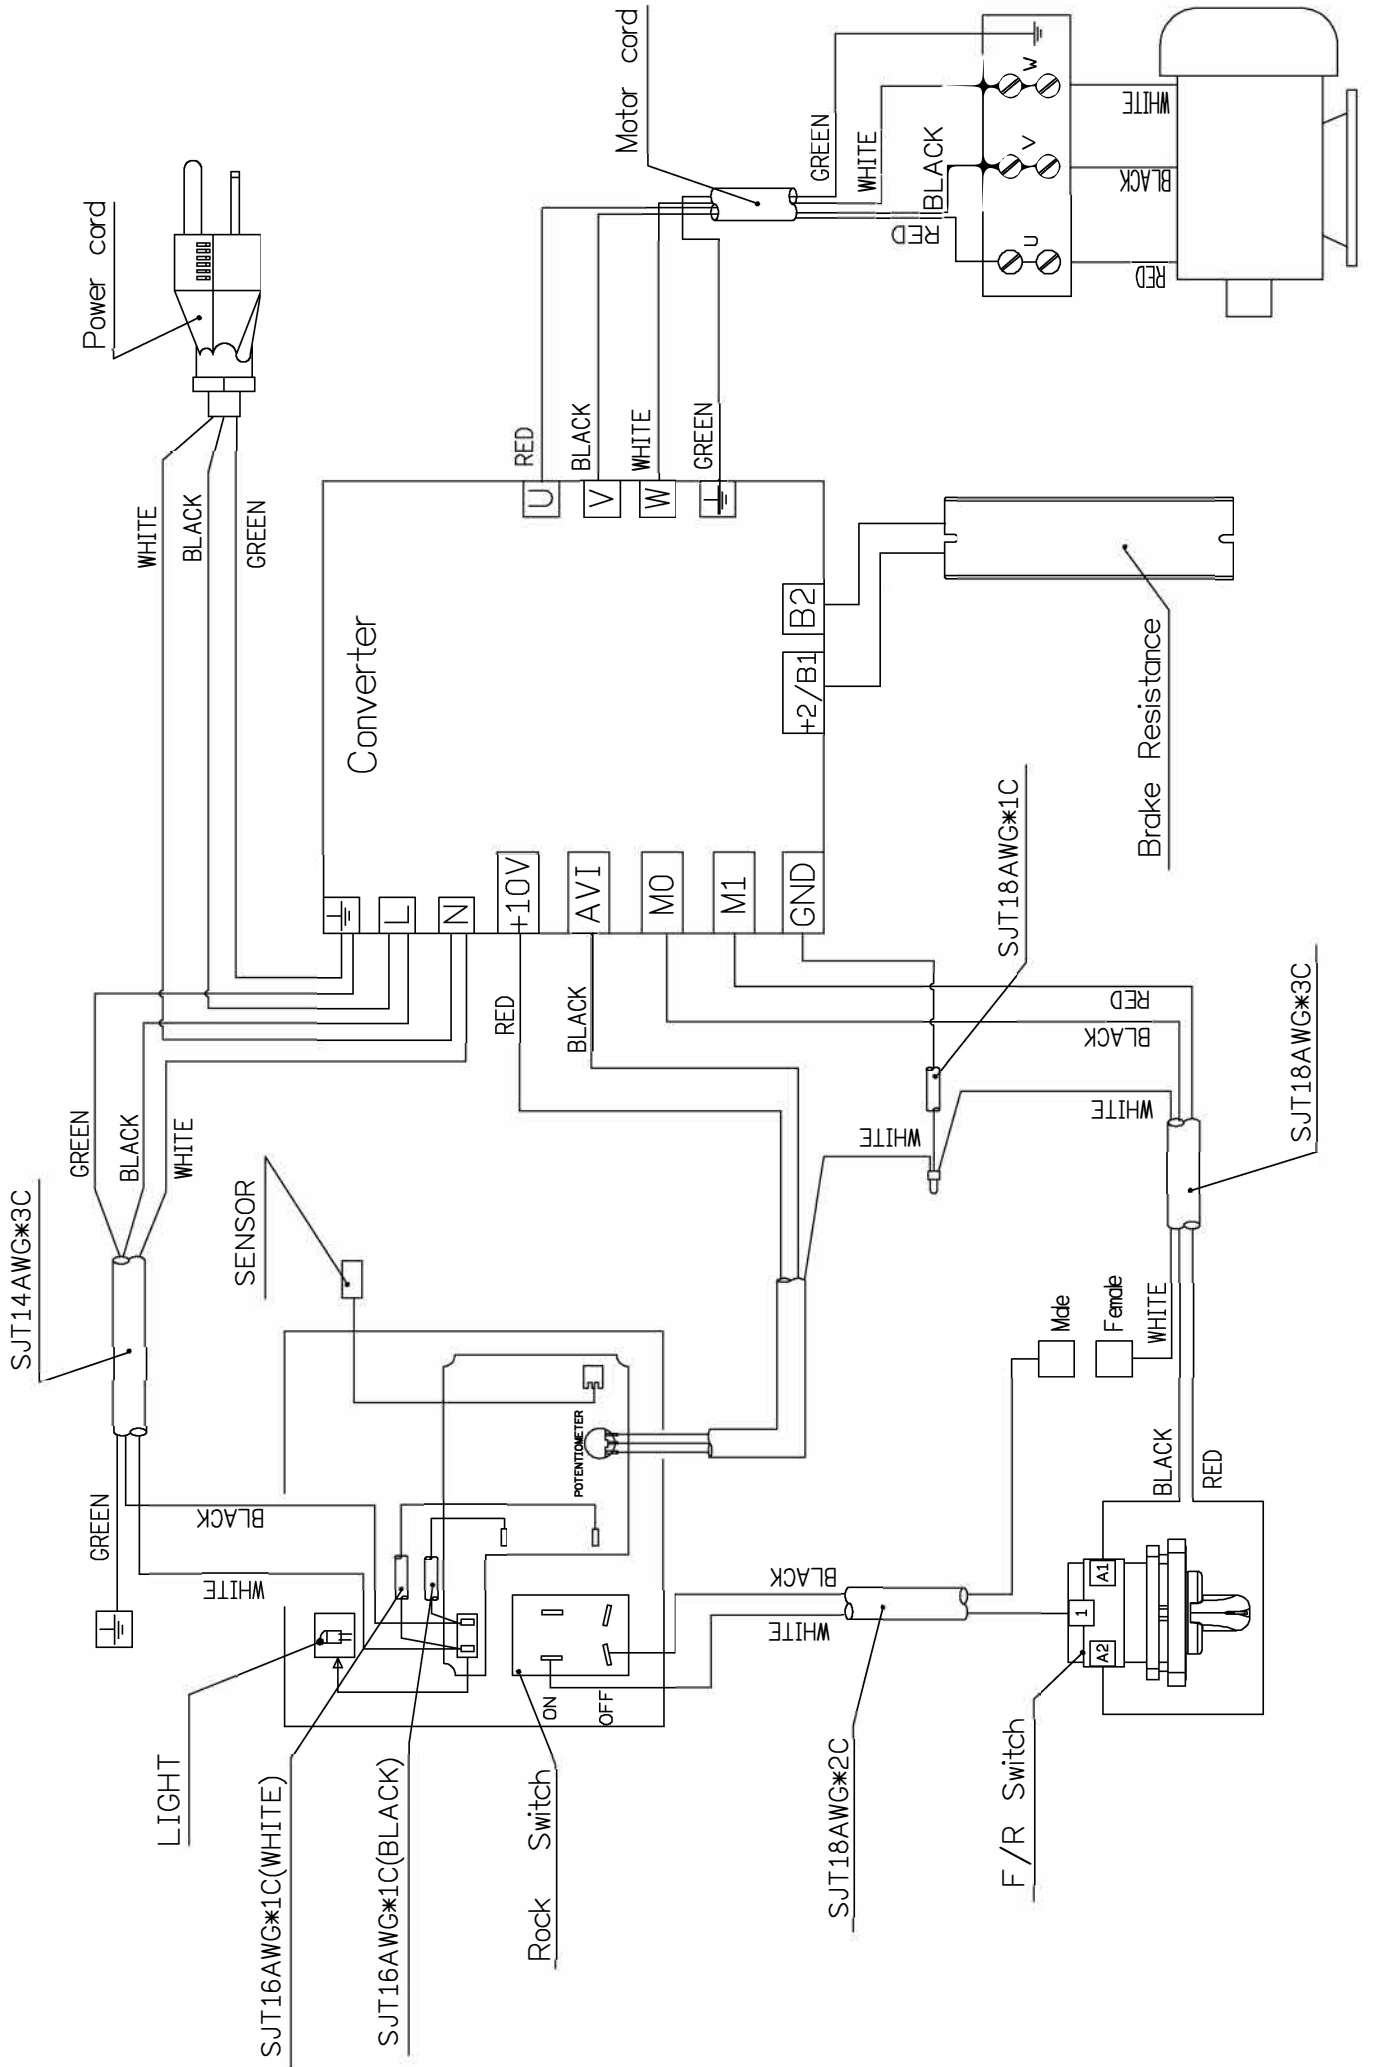 Motor cord
Power cord
GREEN
WHITE
BLACK
RED
W
V
U
WHITE
BLACK
RED
RED
BLACK
WHITE
GREEN
WHITE
BLACK
GREEN
U
V
W
Converter
B2
+2/B1
Brake Resistance
L
N
+10V
AVI
M0
M1
GND
SJT18AWG*1C
RED
BLACK
RED
BLACK
SJT18AWG*3C
GREEN
BLACK
WHITE
WHITE
WHITE
SJT14AWG*3C
SENSOR
Male
Female
WHITE
POTENTIOMETER
GREEN
BLACK
WHITE
BLACK
RED
BLACK
WHITE
A1
1
A2
ON
OFF
LIGHT
SJT16AWG*1C(WHITE)
SJT16AWG*1C(BLACK)
Rock Switch
SJT18AWG*2C
F/R Switch